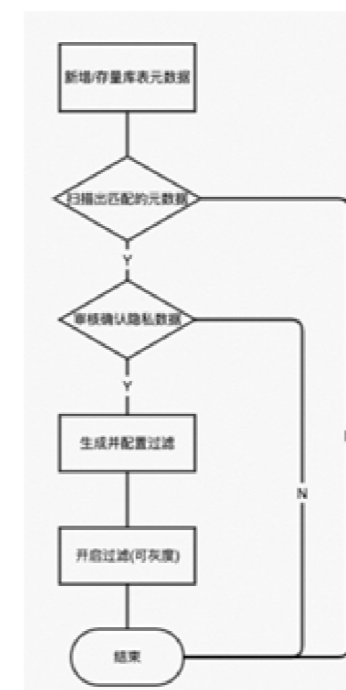 新增/存量库表元数据
扫描出匹配的元数据
Y
审核确认隐私数据
Y
生成并配置过滤
N
开启过滤(可灰度)
结束